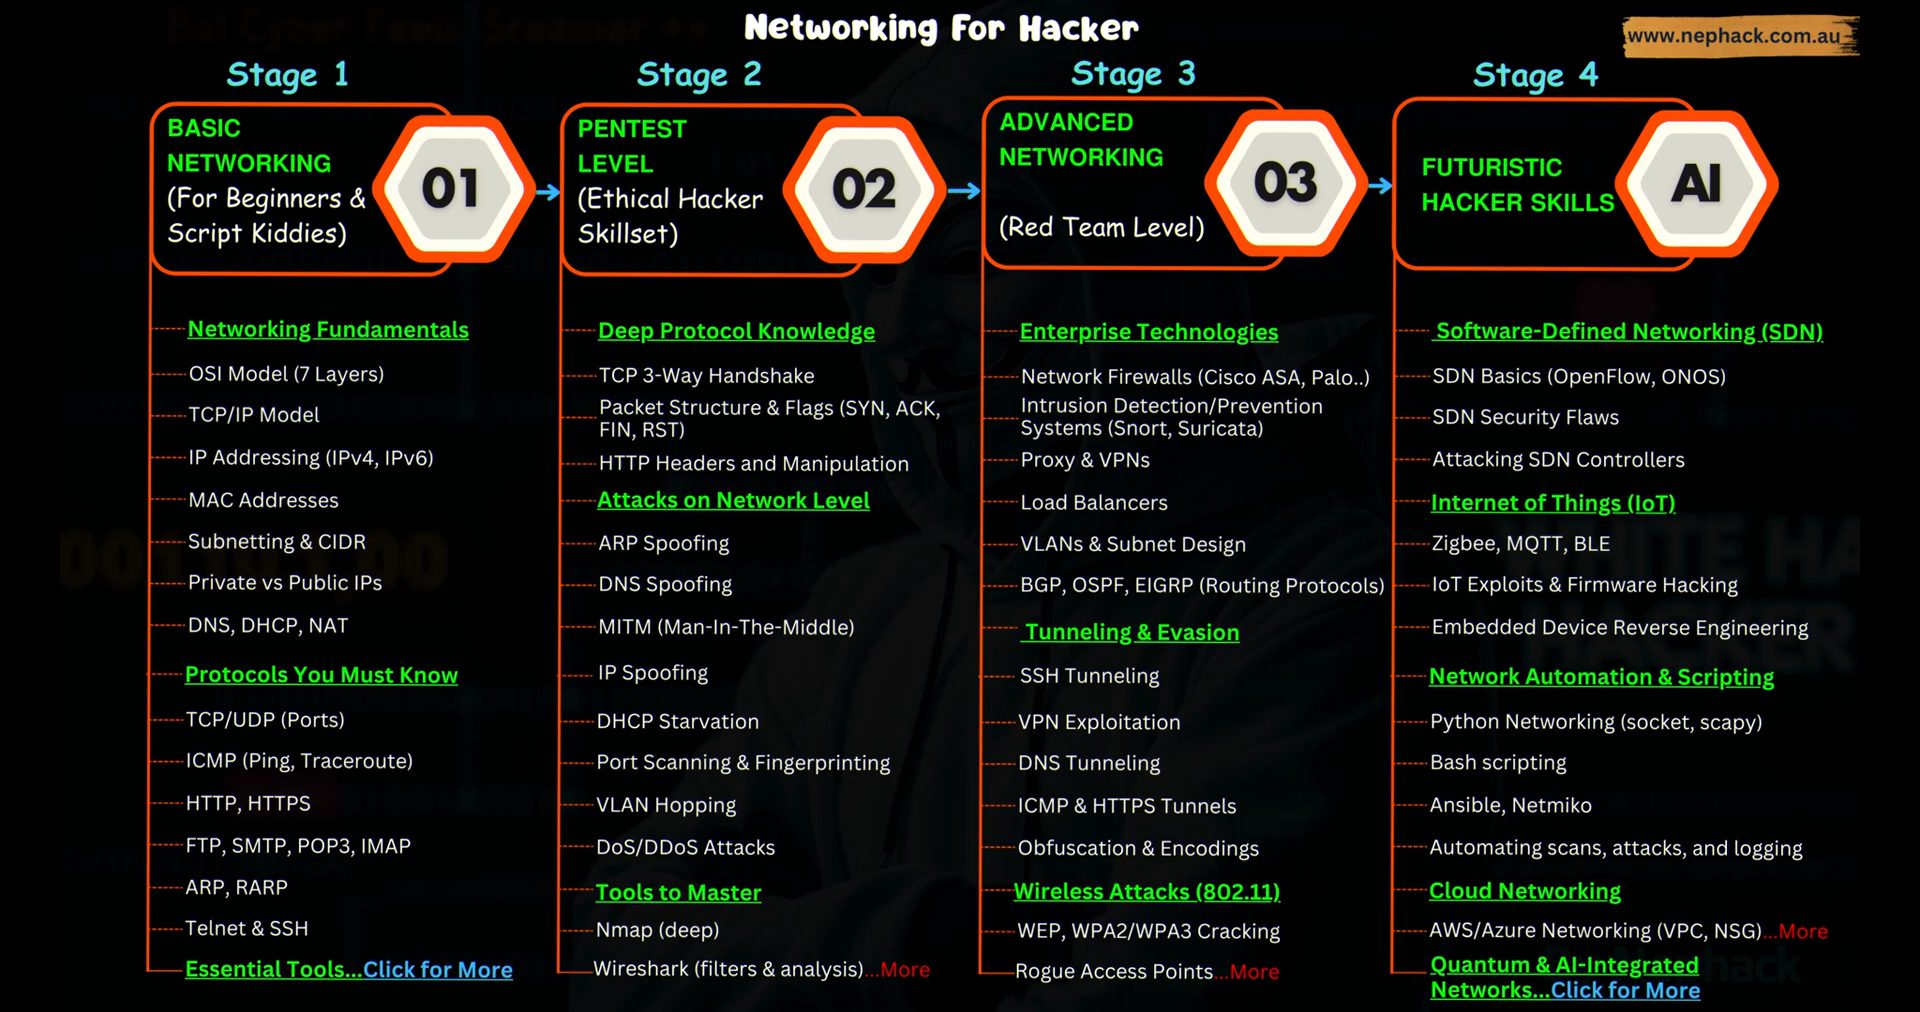 Networking For Hacker
www.nephack.com.au
Stage 1
BASIC
NETWORKING
(For Beginners &
Script Kiddies)
01
Networking Fundamentals
OSI Model (7 Layers)
TCP/IP Model
IP Addressing (IPv4, IPv6)
MAC Addresses
Subnetting & CIDR
Private vs Public IPs
DNS, DHCP, NAT
Protocols You Must Know
TCP/UDP (Ports)
ICMP (Ping, Traceroute)
HTTP, HTTPS
FTP, SMTP, POP3, IMAP
ARP, RARP
Telnet & SSH
Essential Tools...Click for More
Stage 2
PENTEST
LEVEL
(Ethical Hacker
Skillset)
02
Deep Protocol Knowledge
TCP 3-Way Handshake
Packet Structure & Flags (SYN, ACK,
FIN, RST)
HTTP Headers and Manipulation
Attacks on Network Level
ARP Spoofing
DNS Spoofing
MITM (Man-In-The-Middle)
IP Spoofing
DHCP Starvation
Port Scanning & Fingerprinting
VLAN Hopping
DoS/DDoS Attacks
Tools to Master
Nmap (deep)
Wireshark (filters & analysis)...More
Stage 3
ADVANCED
NETWORKING
(Red Team Level)
03
Enterprise Technologies
Network Firewalls (Cisco ASA, Palo..)
Intrusion Detection/Prevention
Systems (Snort, Suricata)
Proxy & VPNs
Load Balancers
VLANs & Subnet Design
BGP, OSPF, EIGRP (Routing Protocols)
Tunneling & Evasion
SSH Tunneling
VPN Exploitation
DNS Tunneling
ICMP & HTTPS Tunnels
Obfuscation & Encodings
Wireless Attacks (802.11)
WEP, WPA2/WPA3 Cracking
Rogue Access Points...More
Stage 4
FUTURISTIC
HACKER SKILLS
AI
Software-Defined Networking (SDN)
SDN Basics (OpenFlow, ONOS)
SDN Security Flaws
Attacking SDN Controllers
Internet of Things (IoT)
Zigbee, MQTT, BLE
IoT Exploits & Firmware Hacking
Embedded Device Reverse Engineering
Network Automation & Scripting
Python Networking (socket, scapy)
Bash scripting
Ansible, Netmiko
Automating scans, attacks, and logging
Cloud Networking
AWS/Azure Networking (VPC, NSG)...More
Quantum & AI-Integrated
Networks...Click for More